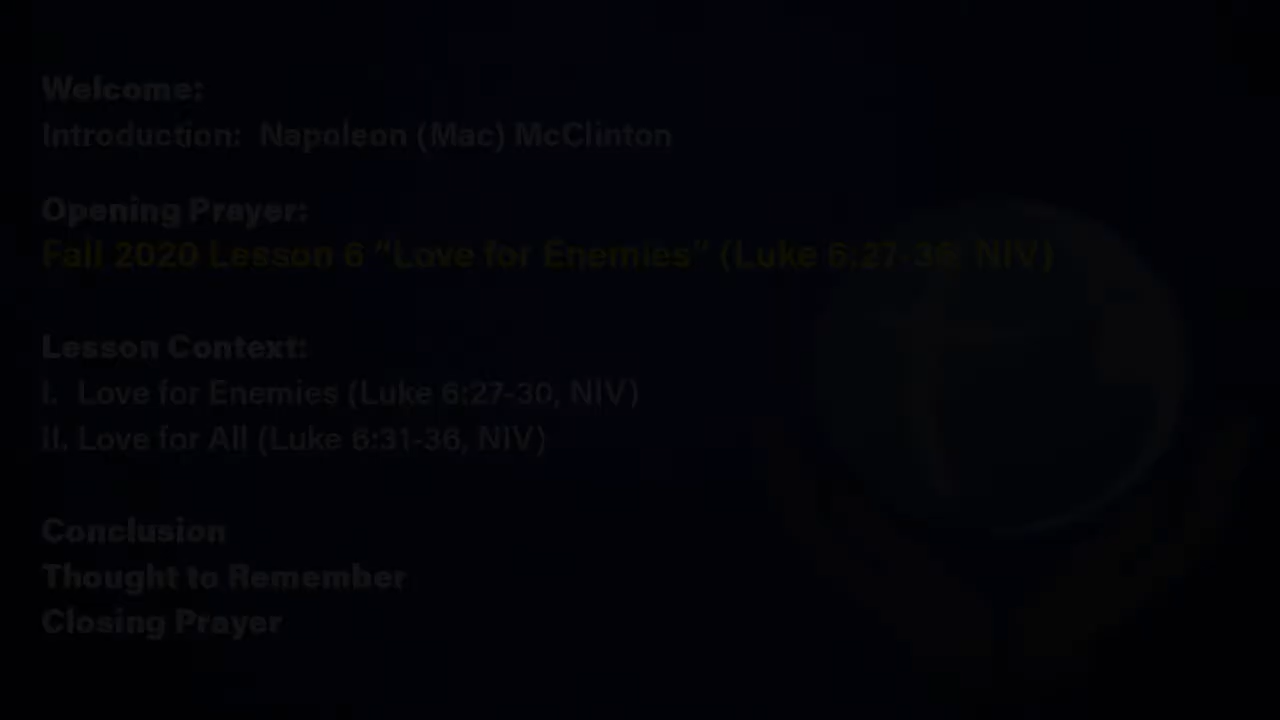 Welcome:
Introduction: Napoleon (Mac) McClinton
Opening Prayer:
Fall 2020 Lesson 6 “Love for Enemies” (Luke 6:27-36, NIV)
Lesson Context:
I. Love for Enemies (Luke 6:27-30, NIV)
II. Love for All (Luke 6:31-36, NIV)
Conclusion
Thought to Remember
Closing Prayer